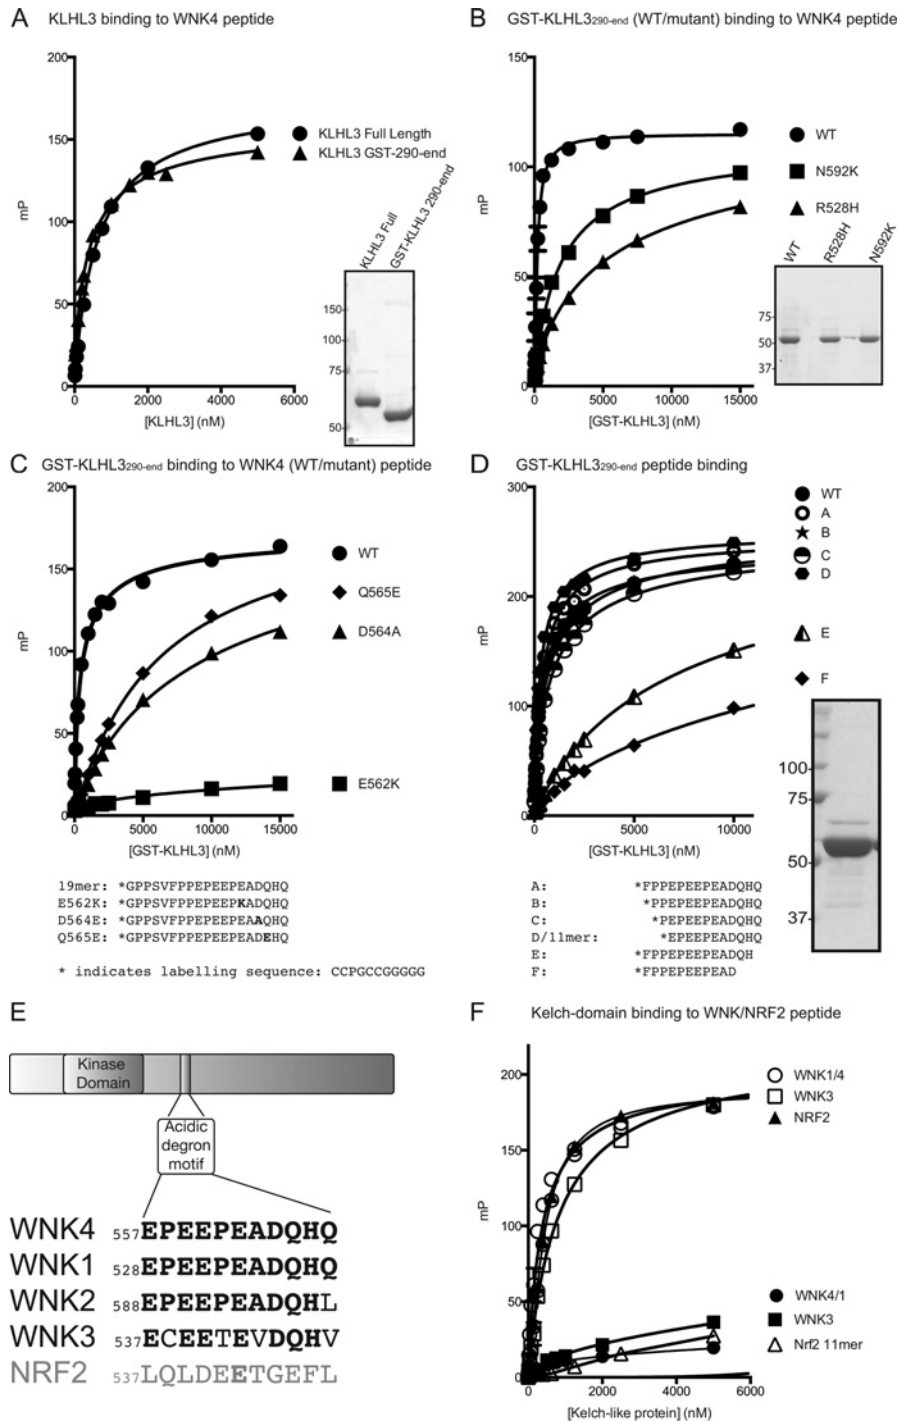 A KLHL3 binding to WNK4 peptide
200
150
100
50
0
mP
0 2000 4000 6000
[KLHL3] (nM)
KLHL3 Full Length
KLHL3 GST-290-end
KLHL3 Full
GST-KLHL3 290-end
150
100
75
50
B GST-KLHL3290-end (WT/mutant) binding to WNK4 peptide
150
100
50
0
mP
0 5000 10000 15000
[GST-KLHL3] (nM)
WT
N592K
R528H
WT
R528H
N592K
75
50
37
C GST-KLHL3290-end binding to WNK4 (WT/mutant) peptide
200
150
100
50
0
mP
0 5000 10000 15000
[GST-KLHL3] (nM)
WT
Q565E
D564A
E562K
19mer: *GPPSVFPPEPEEPEADQHQ
E562K: *GPPSVFPPEPEEPKADQHQ
D564E: *GPPSVFPPEPEEPEAAQHQ
Q565E: *GPPSVFPPEPEEPEADEHQ
* indicates labelling sequence: CCPGCCGGGGG
D GST-KLHL3290-end peptide binding
300
200
100
0
mP
0 5000 10000
[GST-KLHL3] (nM)
WT
A
B
C
D
E
F
100
75
50
37
A: *FPPEPEEPEADQHQ
B: *PPEPEEPEADQHQ
C: *PEPEEPEADQHQ
D/11mer: *EPEEPEADQHQ
E: *FPPEPEEPEADQH
F: *FPPEPEEPEAD
E
Kinase Domain
Acidic degron motif
WNK4 557EPEEPEADQHQ
WNK1 528EPEEPEADQHQ
WNK2 588EPEEPEADQHL
WNK3 537ECEETEVDQHV
NRF2 537LQLDEETGEFL
F Kelch-domain binding to WNK/NRF2 peptide
200
150
100
50
0
mP
0 2000 4000 6000
[Kelch-like protein] (nM)
WNK1/4
WNK3
NRF2
WNK4/1
WNK3
Nrf2 11mer